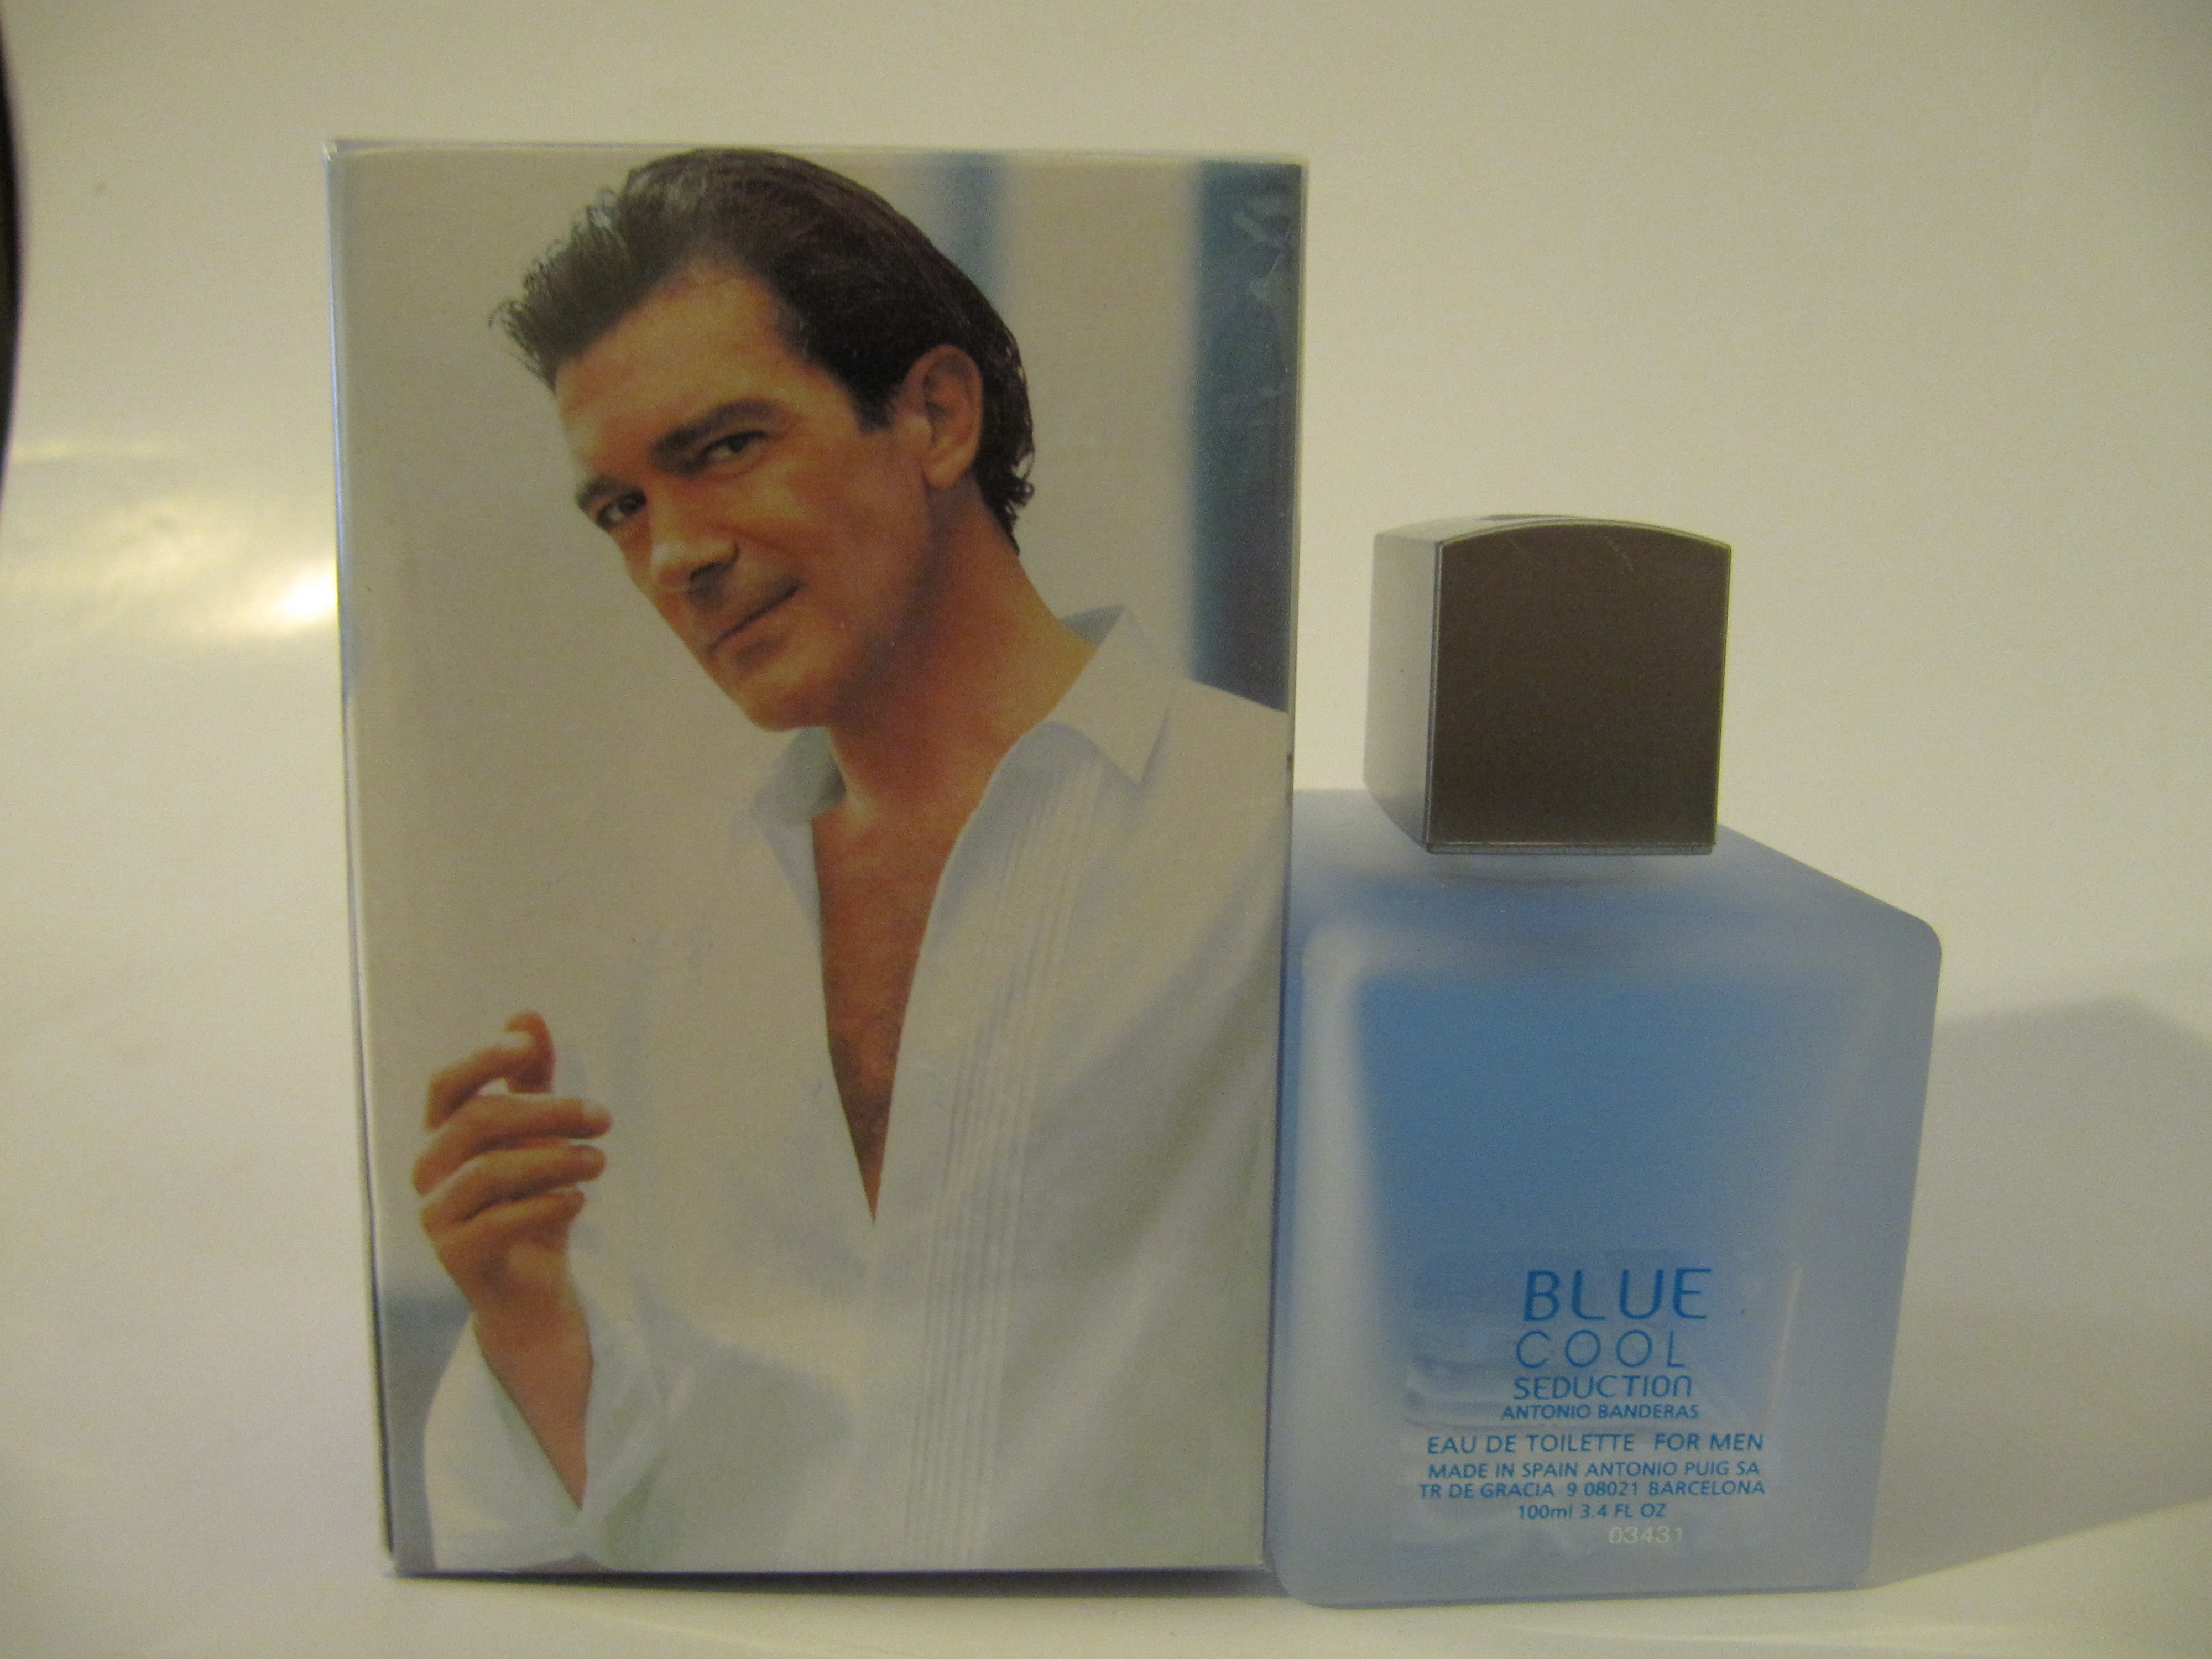 BLUE
COOL
SEDUCTION
ANTONIO BANDERAS
EAU DE TOILETTE FOR MEN
MADE IN SPAIN ANTONIO PUIG SA
TR DE GRACIA 9 08021 BARCELONA
100ml 3.4 FL OZ
03431